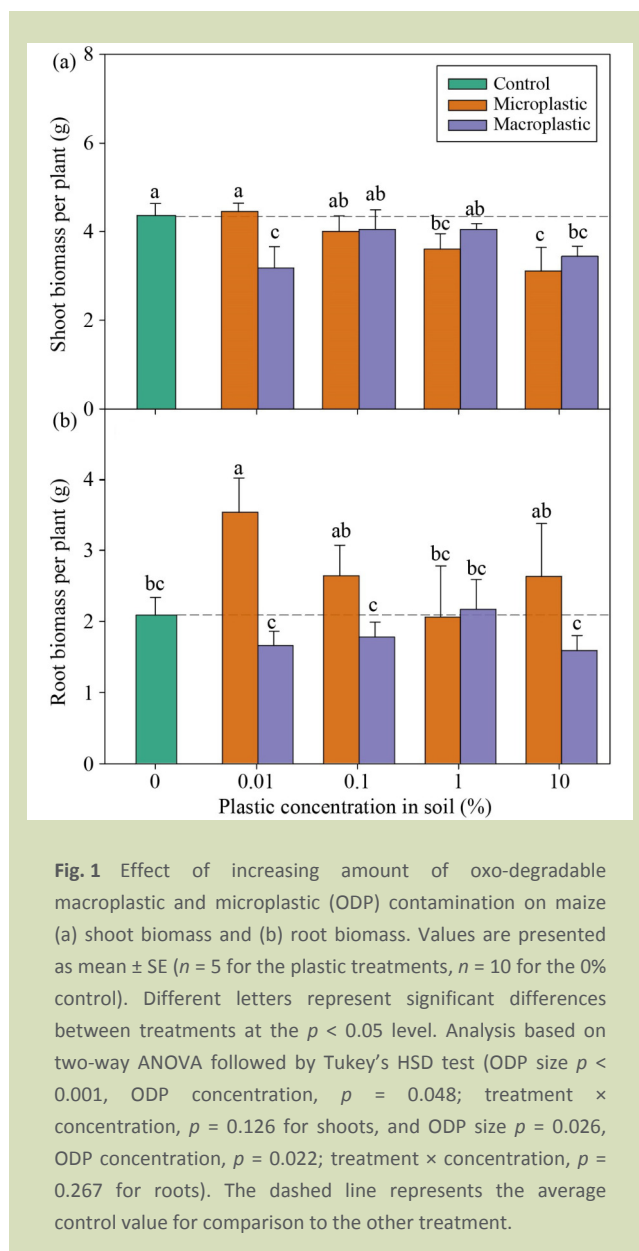 (a)
8
6
4
2
0
Shoot biomass per plant (g)
Control
Microplastic
Macroplastic
a
a
c
ab
ab
bc
ab
c
bc
(b)
4
3
2
1
0
Root biomass per plant (g)
bc
a
c
ab
c
bc
bc
ab
c
0 0.01 0.1 1 10
Plastic concentration in soil (%)
Fig. 1 Effect of increasing amount of oxo-degradable
macroplastic and microplastic (ODP) contamination on maize
(a) shoot biomass and (b) root biomass. Values are presented
as mean ± SE (n = 5 for the plastic treatments, n = 10 for the 0%
control). Different letters represent significant differences
between treatments at the p < 0.05 level. Analysis based on
two-way ANOVA followed by Tukey's HSD test (ODP size p <
0.001, ODP concentration, p = 0.048; treatment ×
concentration, p = 0.126 for shoots, and ODP size p = 0.026,
ODP concentration, p = 0.022; treatment × concentration, p =
0.267 for roots). The dashed line represents the average
control value for comparison to the other treatment.